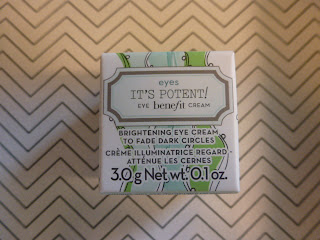 eyes
IT'S POTENT!
EYE benefit CREAM
BRIGHTENING EYE CREAM
TO FADE DARK CIRCLES
CRÈME ILLUMINATRICE REGARD -
ATTÉNUE LES CERNES
3.0 g Net wt. 0.1 oz.